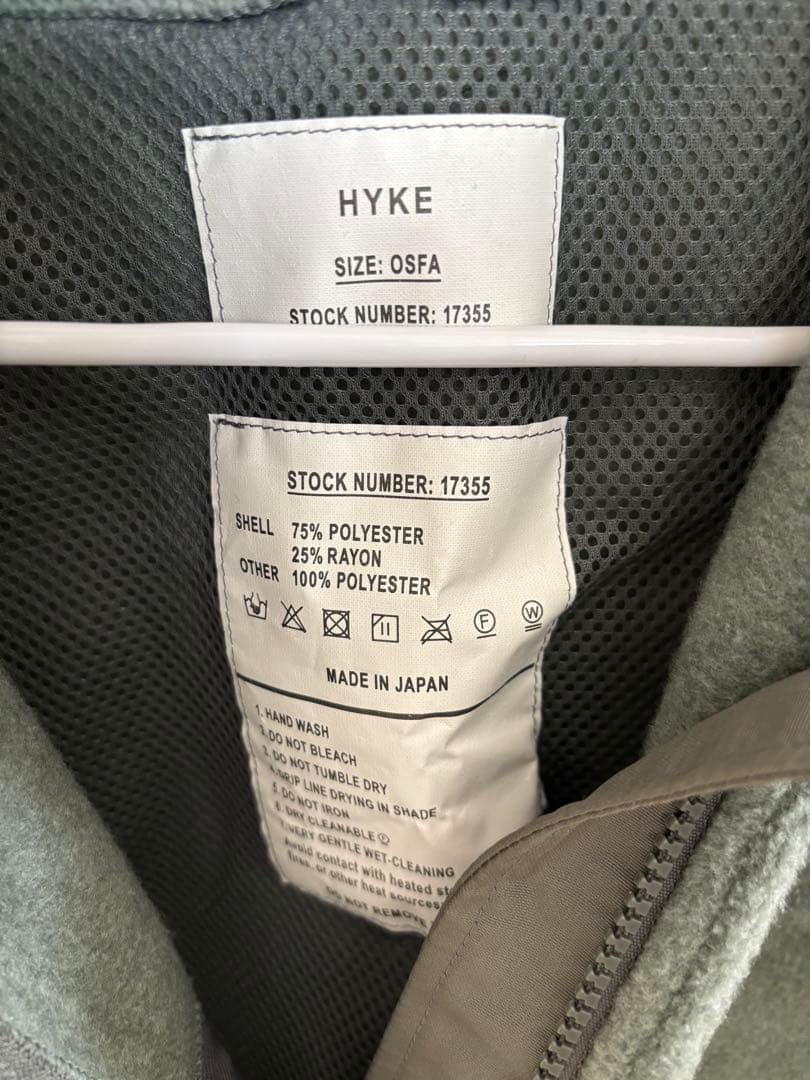 HYKE
SIZE: OSFA
STOCK NUMBER: 17355
STOCK NUMBER: 17355
SHELL 75% POLYESTER
25% RAYON
OTHER 100% POLYESTER
F W
MADE IN JAPAN
1. HAND WASH
2. DO NOT BLEACH
3. DO NOT TUMBLE DRY
4. DRIP LINE DRYING IN SHADE
5. DO NOT IRON
6. DRY CLEANABLE Ⓕ
7. VERY GENTLE WET-CLEANING
Avoid contact with heated
fires, or other heat sources
DO NOT REMOVE